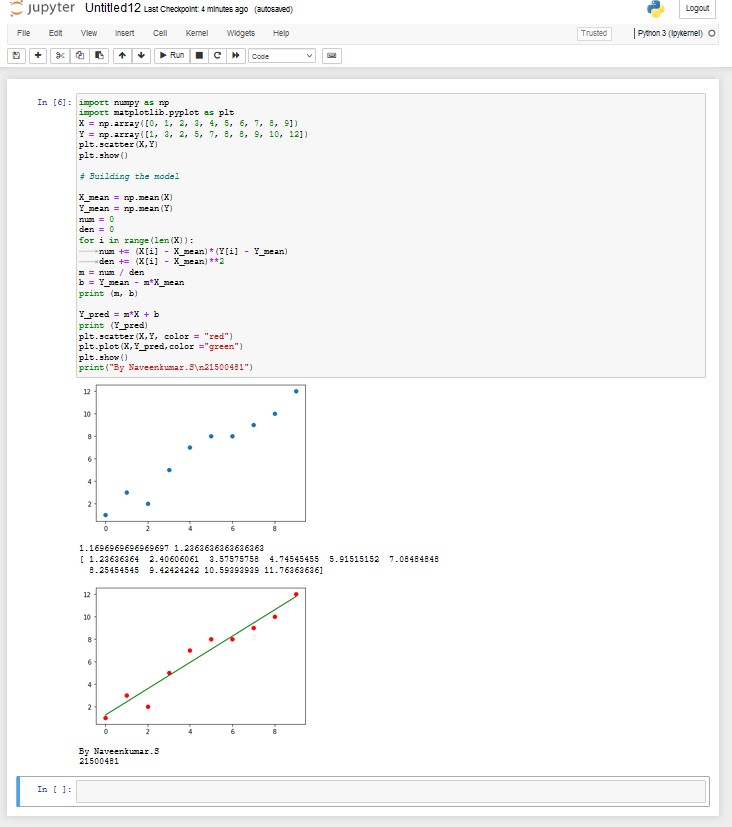 jupyter Untitled12 Last Checkpoint: 4 minutes ago (autosaved) Logout
File Edit View Insert Cell Kernel Widgets Help Trusted Python 3 (ipykernel)
Run Code
In [6]: import numpy as np
import matplotlib.pyplot as plt
X = np.array([0, 1, 2, 3, 4, 5, 6, 7, 8, 9])
Y = np.array([1, 3, 2, 5, 7, 8, 8, 9, 10, 12])
plt.scatter(X,Y)
plt.show()
# Building the model
X_mean = np.mean(X)
Y_mean = np.mean(Y)
num = 0
den = 0
for i in range(len(X)):
num += (X[i] - X_mean)*(Y[i] - Y_mean)
den += (X[i] - X_mean)**2
m = num / den
b = Y_mean - m*X_mean
print (m, b)
Y_pred = m*X + b
print (Y_pred)
plt.scatter(X,Y, color = "red")
plt.plot(X,Y_pred,color ="green")
plt.show()
print("By Naveenkumar.S\n21500481")
12
10
8
6
4
2
0 2 4 6 8
1.1696969696969697 1.2363636363636363
[ 1.23636364 2.40606061 3.57575758 4.74545455 5.91515152 7.08484848
8.25454545 9.42424242 10.59393939 11.76363636]
12
10
8
6
4
2
0 2 4 6 8
By Naveenkumar.S
21500481
In [ ]: